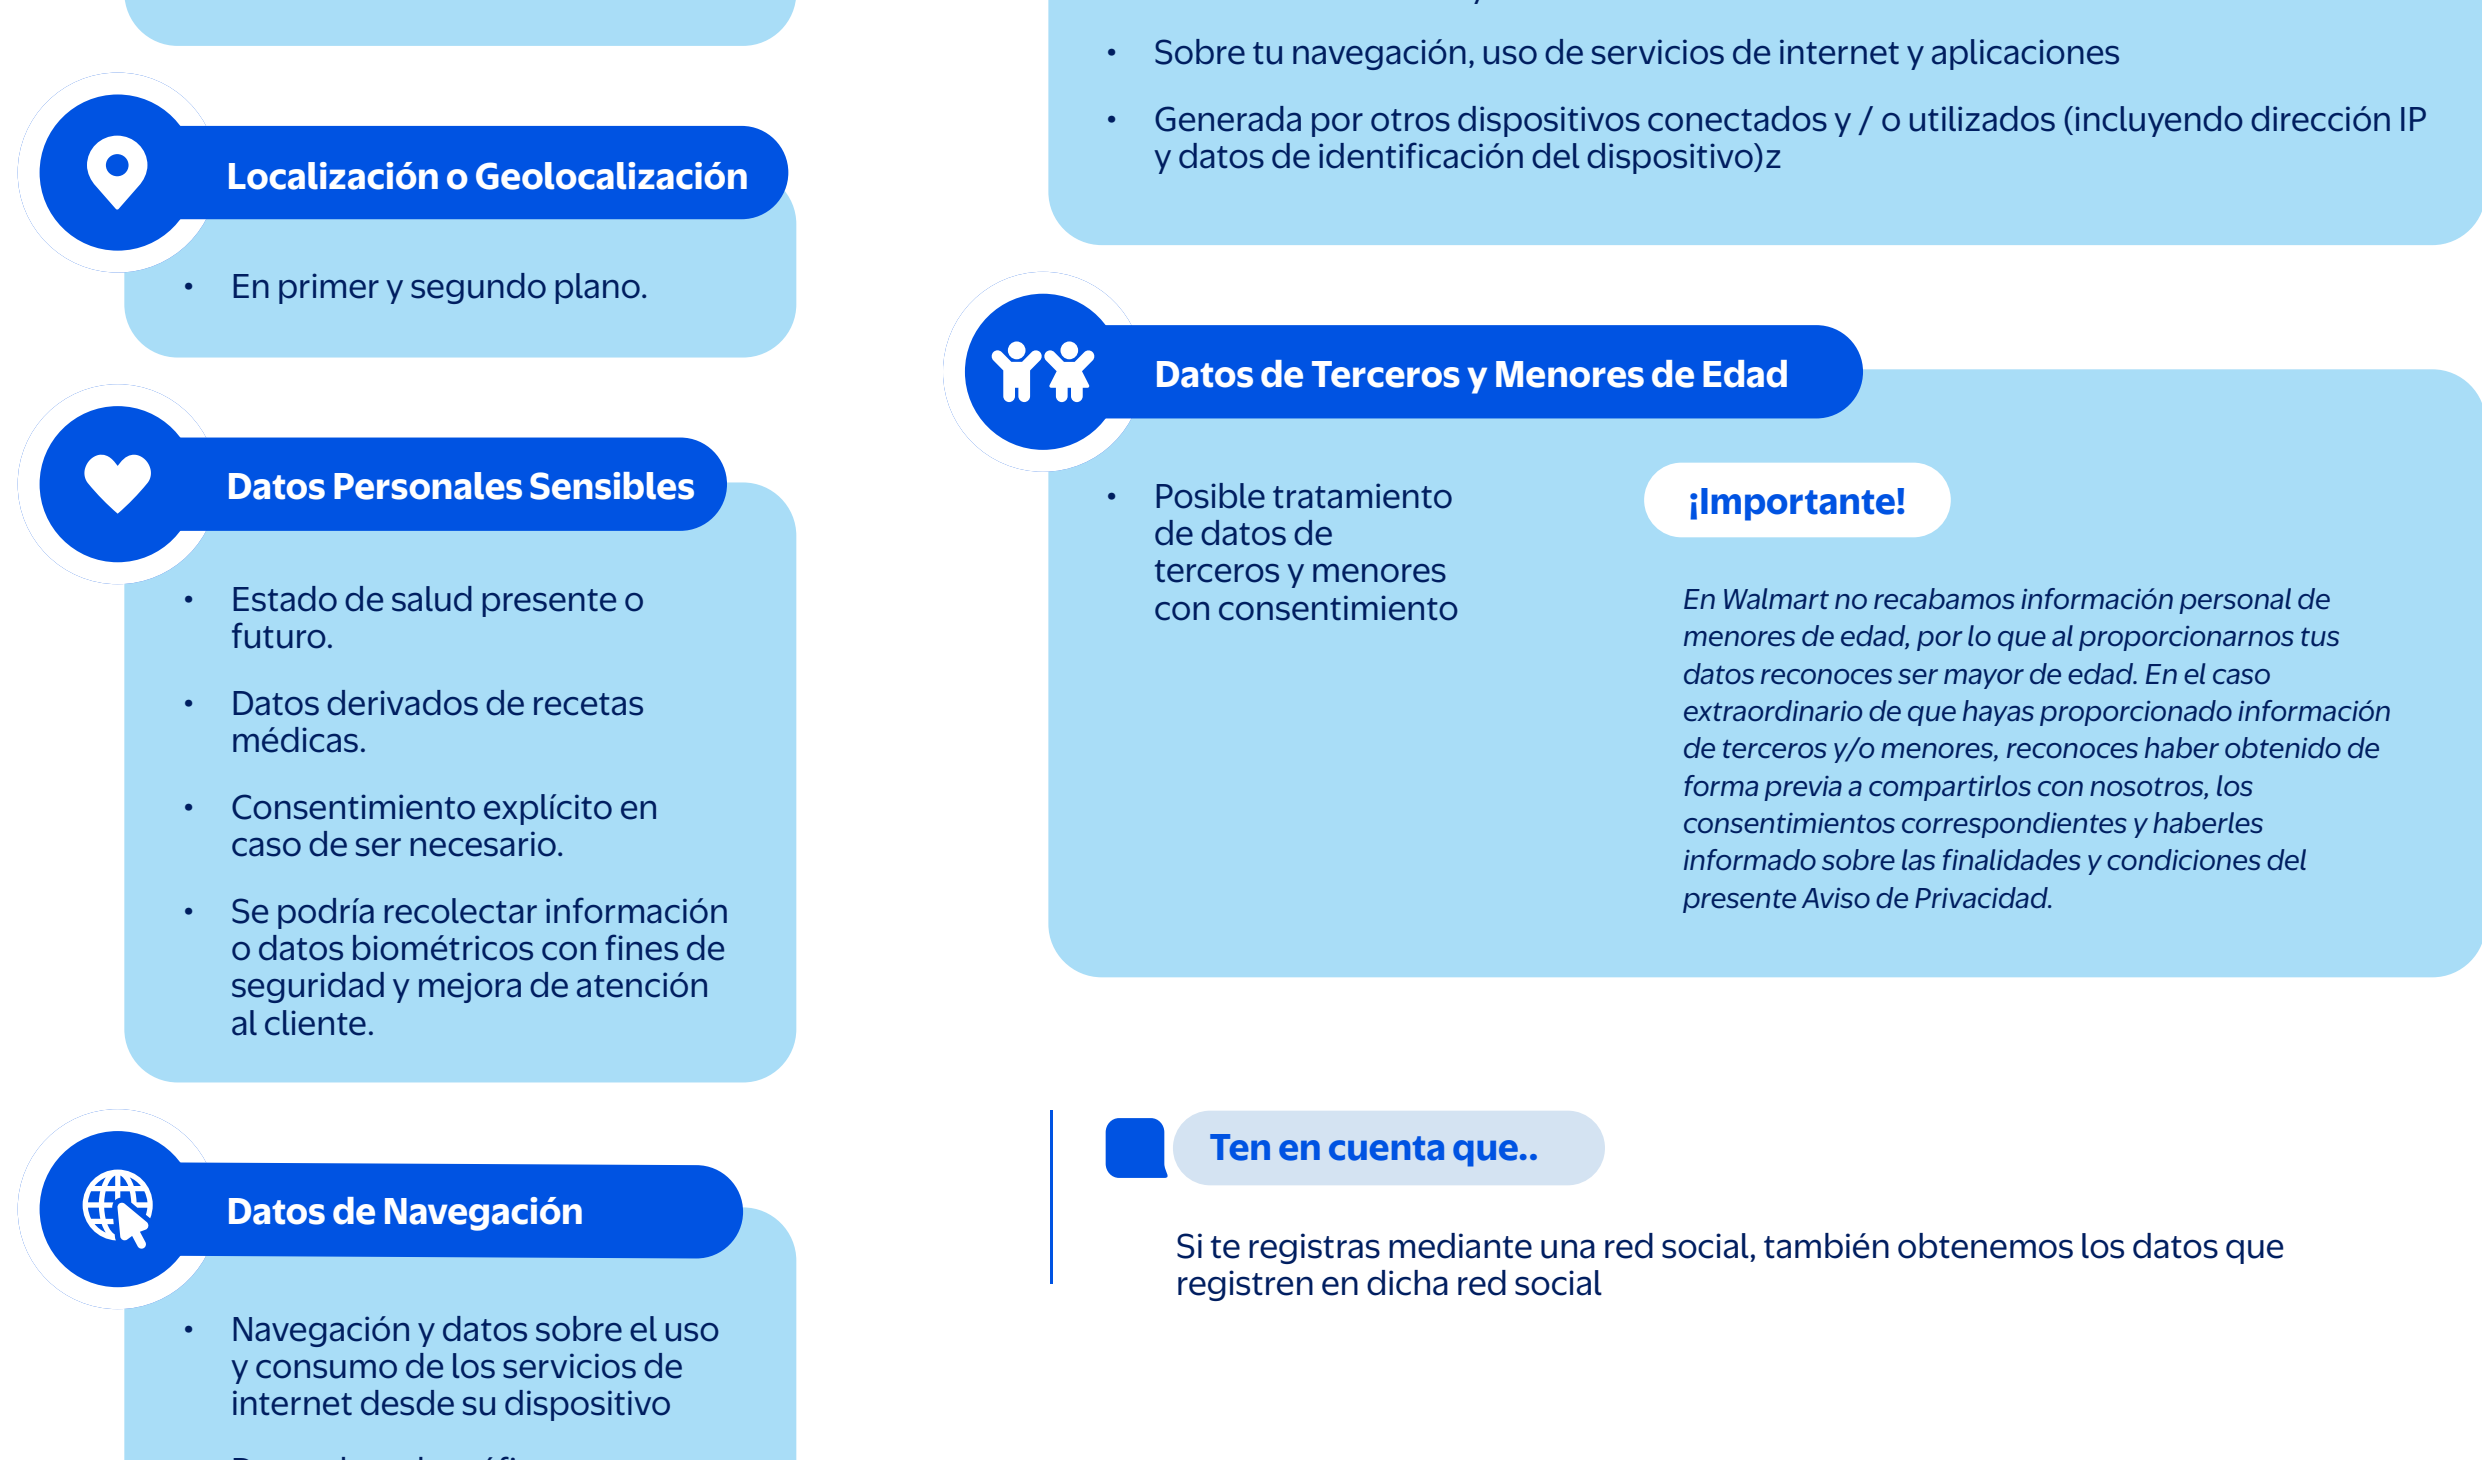 Localización o Geolocalización
• En primer y segundo plano.
Datos Personales Sensibles
• Estado de salud presente o
futuro.
• Datos derivados de recetas
médicas.
• Consentimiento explícito en
caso de ser necesario.
• Se podría recolectar información
o datos biométricos con fines de
seguridad y mejora de atención
al cliente.
Datos de Navegación
• Navegación y datos sobre el uso
y consumo de los servicios de
internet desde su dispositivo
• Sobre tu navegación, uso de servicios de internet y aplicaciones
• Generada por otros dispositivos conectados y / o utilizados (incluyendo dirección IP
y datos de identificación del dispositivo)z
Datos de Terceros y Menores de Edad
• Posible tratamiento
de datos de
terceros y menores
con consentimiento
¡Importante!
En Walmart no recabamos información personal de
menores de edad, por lo que al proporcionarnos tus
datos reconoces ser mayor de edad. En el caso
extraordinario de que hayas proporcionado información
de terceros y/o menores, reconoces haber obtenido de
forma previa a compartirlos con nosotros, los
consentimientos correspondientes y haberles
informado sobre las finalidades y condiciones del
presente Aviso de Privacidad.
Ten en cuenta que..
Si te registras mediante una red social, también obtenemos los datos que
registren en dicha red social